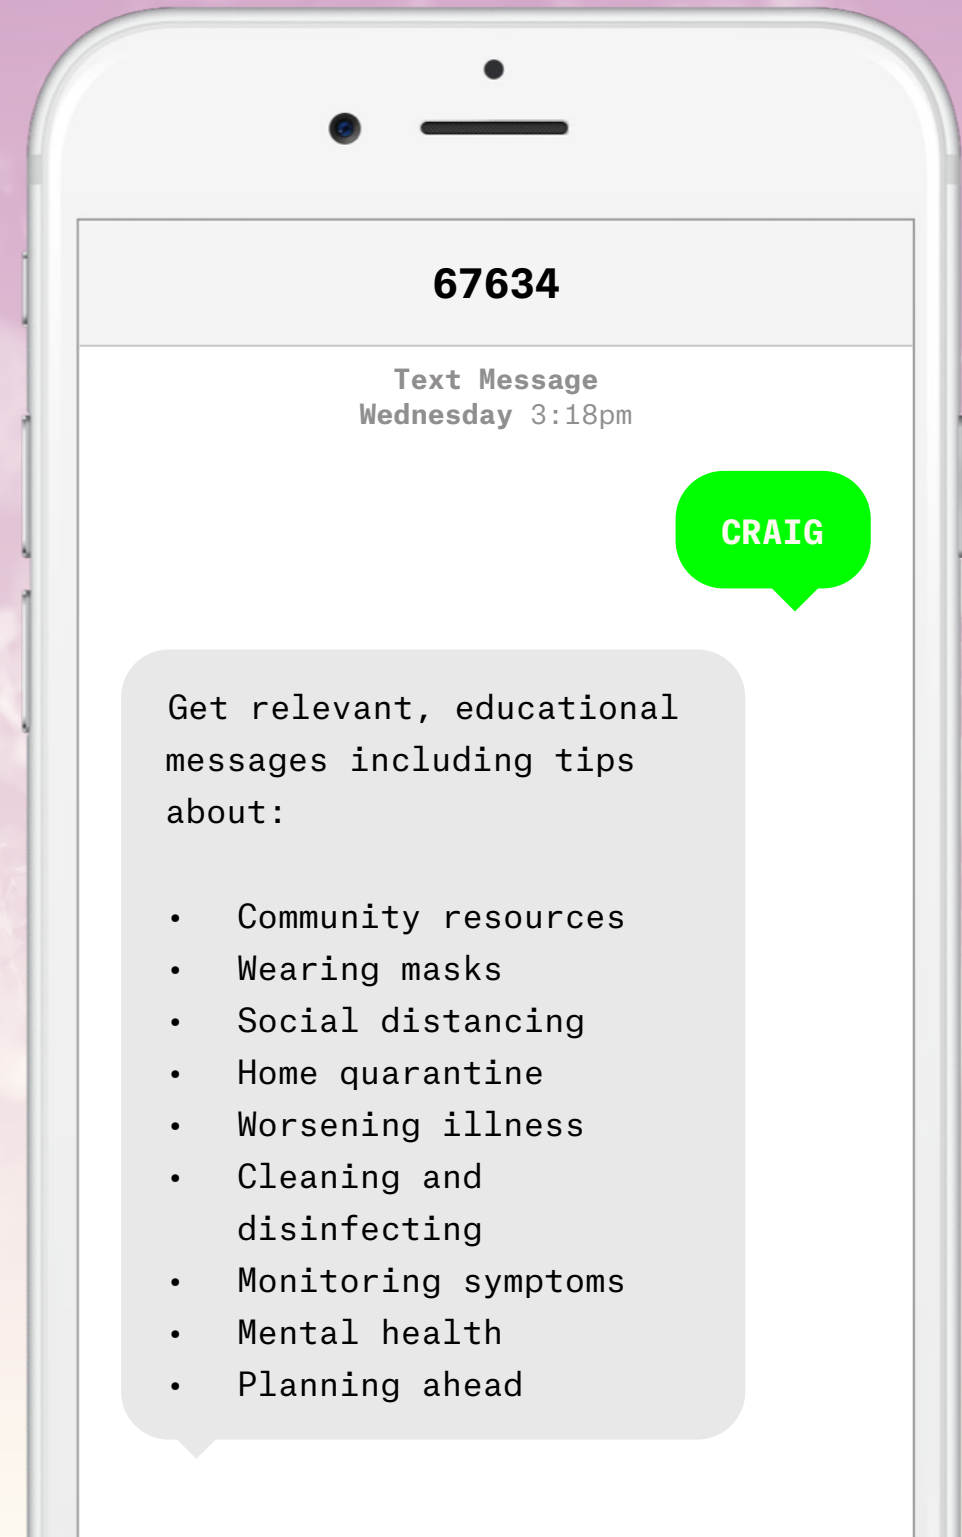 67634
Text Message
Wednesday 3:18pm
CRAIG
Get relevant, educational
messages including tips
about:
• Community resources
• Wearing masks
• Social distancing
• Home quarantine
• Worsening illness
• Cleaning and
disinfecting
• Monitoring symptoms
• Mental health
• Planning ahead